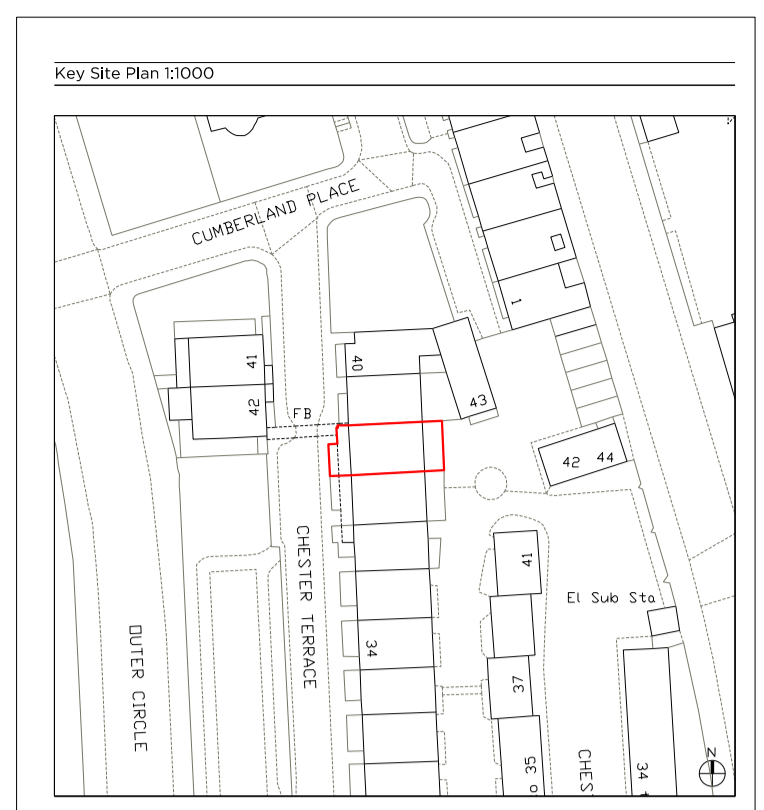 Key Site Plan 1:1000
CUMBERLAND PLACE
1
41
40
42
43
FB
42 44
CHESTER TERRACE
41
El Sub Sta
OUTER CIRCLE
34
37
35
CHES
34
N